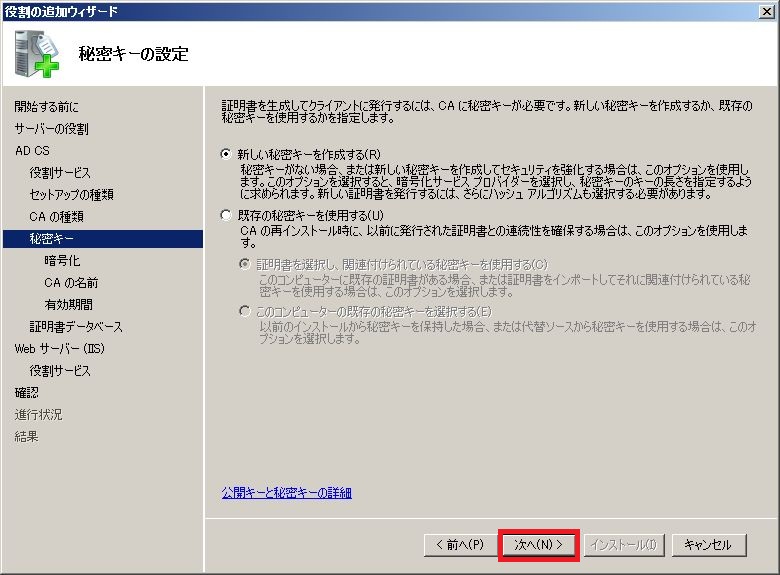 役割の追加ウィザード
秘密キーの設定
開始する前に
サーバーの役割
AD CS
役割サービス
セットアップの種類
CA の種類
秘密キー
暗号化
CA の名前
有効期間
証明書データベース
Web サーバー (IIS)
役割サービス
確認
進行状況
結果
証明書を生成してクライアントに発行するには、CA に秘密キーが必要です。新しい秘密キーを作成するか、既存の
秘密キーを使用するかを指定します。
新しい秘密キーを作成する(R)
秘密キーがない場合、または新しい秘密キーを作成してセキュリティを強化する場合は、このオプションを使用し
ます。このオプションを選択すると、暗号化サービス プロバイダーを選択し、秘密キーのキーの長さを指定するよう
に求められます。新しい証明書を発行するには、さらにハッシュ アルゴリズムも選択する必要があります。
既存の秘密キーを使用する(U)
CA の再インストール時に、以前に発行された証明書との連続性を確保する場合は、このオプションを使用しま
す。
証明書を選択し、関連付けられている秘密キーを使用する(C)
このコンピューターに既存の証明書がある場合、または証明書をインポートしてそれに関連付けられている秘
密キーを使用する場合は、このオプションを選択します。
このコンピューターの既存の秘密キーを選択する(E)
以前のインストールから秘密キーを保持した場合、または代替ソースから秘密キーを使用する場合は、このオ
プションを選択します。
公開キーと秘密キーの詳細
< 前へ(P)
次へ(N) >
インストール(I)
キャンセル